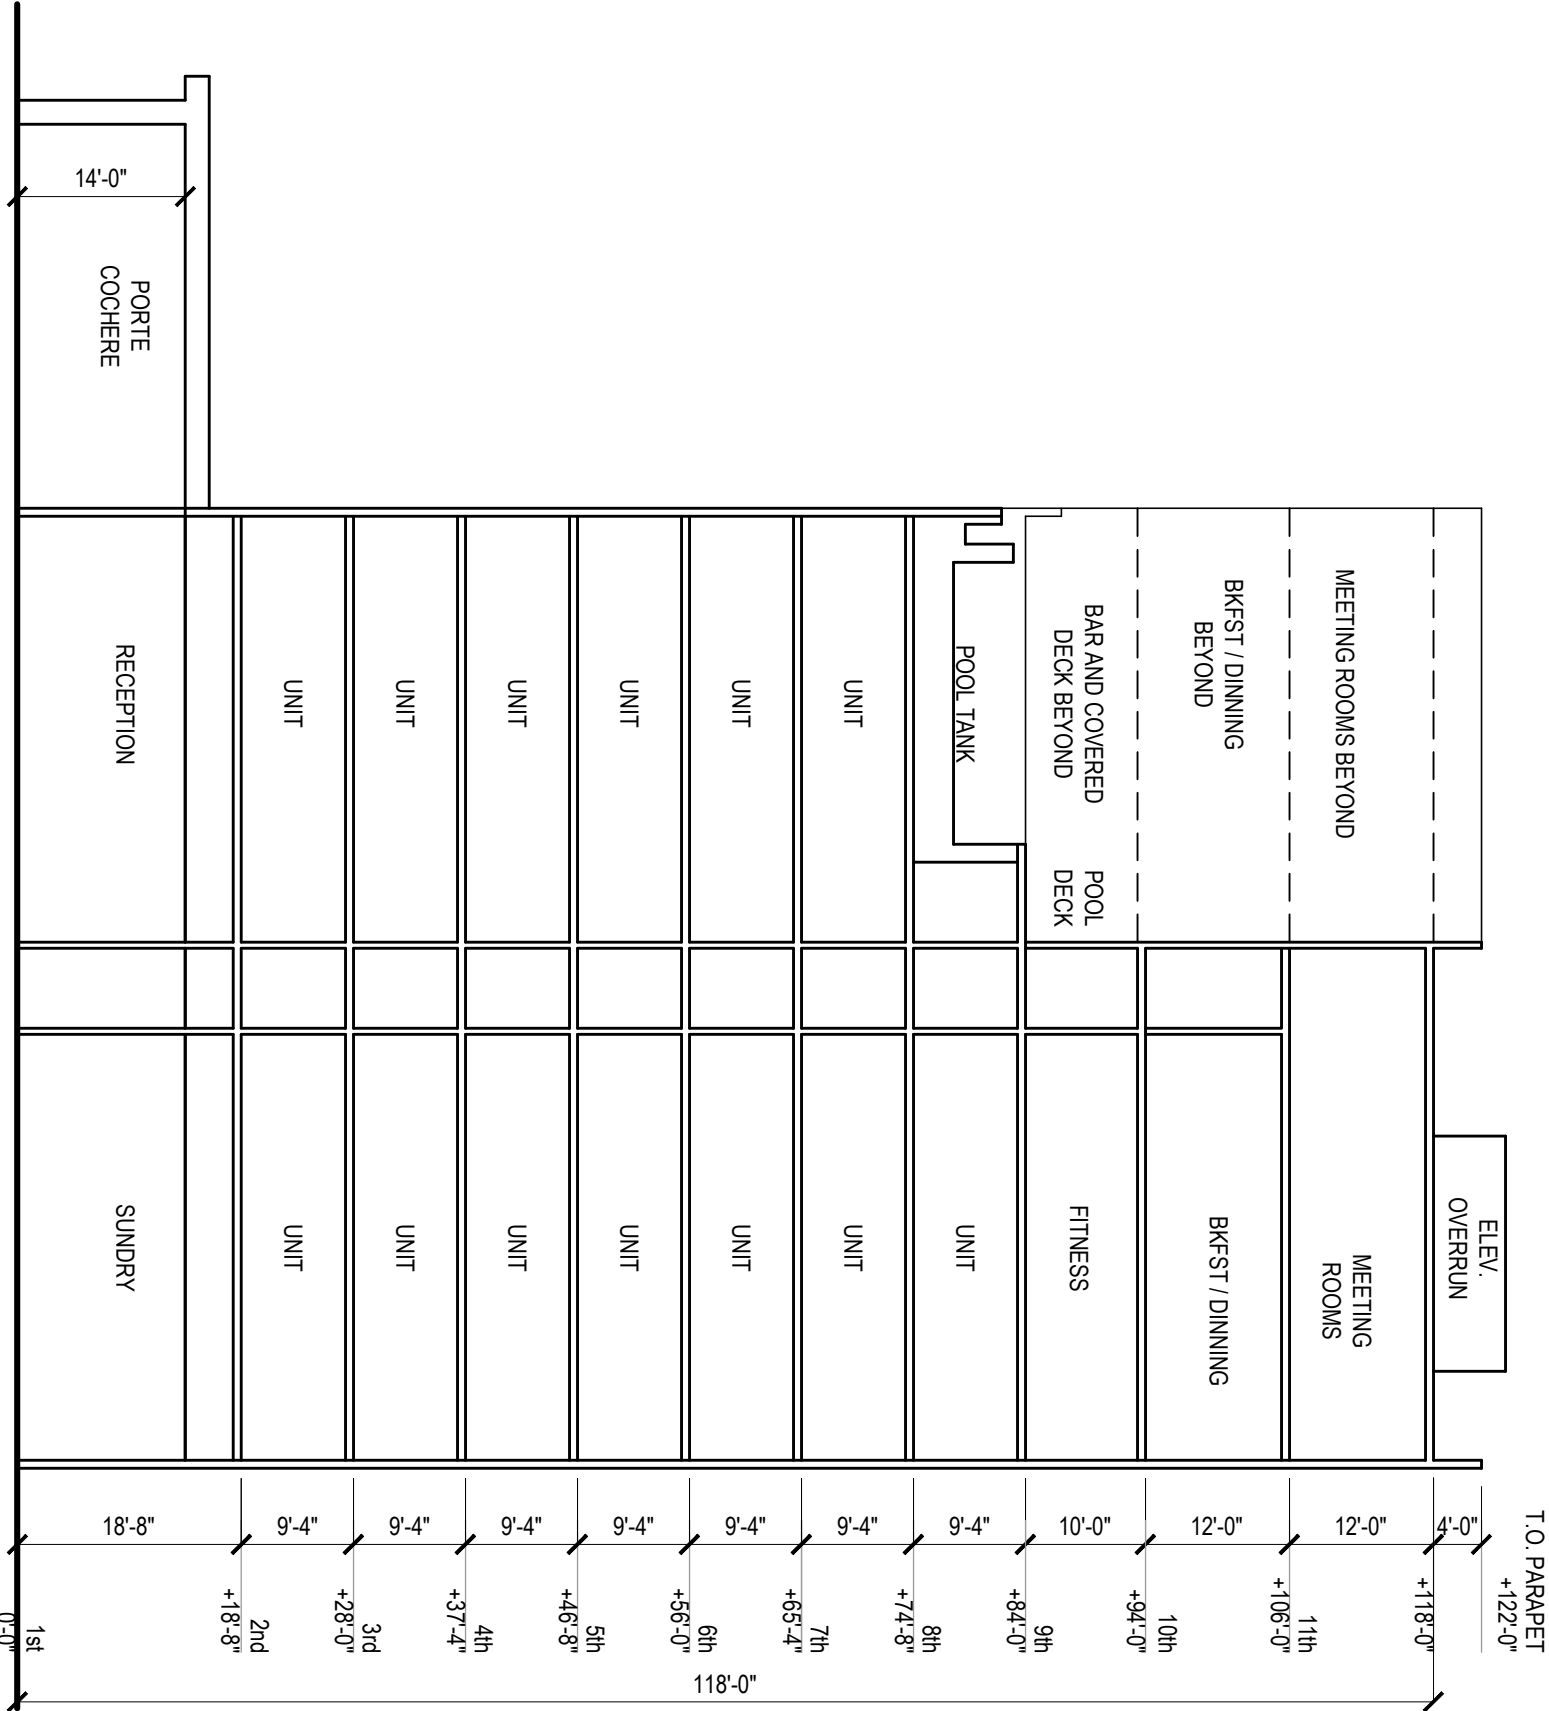 T.O. PARAPET
+122'-0"
4'-0"
+118'-0"
118'-0"
ELEV.
OVERRUN
MEETING ROOMS BEYOND
MEETING
ROOMS
12'-0"
11th
+106'-0"
BKFST / DINNING
BEYOND
BKFST / DINNING
12'-0"
10th
+94'-0"
BAR AND COVERED
DECK BEYOND
POOL
DECK
FITNESS
10'-0"
9th
+84'-0"
POOL TANK
UNIT
9'-4"
8th
+74'-8"
UNIT
UNIT
9'-4"
7th
+65'-4"
UNIT
UNIT
9'-4"
6th
+56'-0"
UNIT
UNIT
9'-4"
5th
+46'-8"
UNIT
UNIT
9'-4"
4th
+37'-4"
UNIT
UNIT
9'-4"
3rd
+28'-0"
UNIT
UNIT
9'-4"
2nd
+18'-8"
14'-0"
PORTE
COCHERE
RECEPTION
SUNDRY
18'-8"
1st
0'-0"